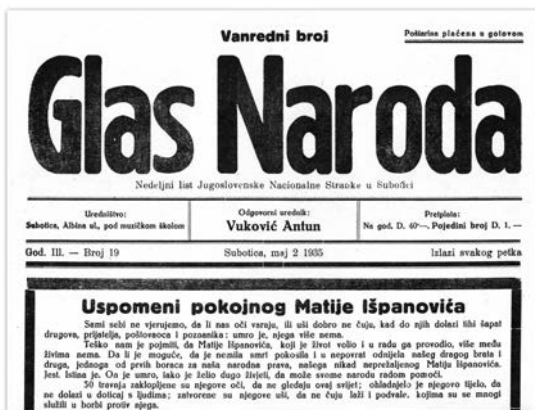 Vanredni broj
Poštarina plaćena u gotovom
Glas Naroda
Nedeljni list Jugoslovenske Nacionalne Stranke u Subotici
Uredništvo:
Subotica, Albina ul., pod muzičkom školom
Odgovorni urednik:
Vuković Antun
Pretplata:
Na god. D. 40·—. Pojedini broj D. 1.—
God. III. — Broj 19
Subotica, maj 2 1935
Izlazi svakog petka
Uspomeni pokojnog Matije Išpanovića
Sami sebi ne vjerujemo, da li nas oči varaju, ili uši dobro ne čuju, kad do njih dolazi tihi šapat
drugova, prijatelja, poštovaoca i poznanika: umro je, njega više nema.
Teško nam je pojmiti, da Matije Išpanovića, koji je život volio i u radu ga provodio, više među
živima nema. Da li je moguće, da je nemila smrt pokosila i u nepovrat odnijela našeg dragog brata i
druga, jednoga od prvih boraca za naša narodna prava, našega nikad neprežaljenog Matiju Išpanovića.
Jest. Istina je. On je umro, iako je želio dugo živjeti, da može svome narodu radom pomoći.
30 travnja zaklopljene su njegove oči, da ne gledaju ovaj svijet; ohladnjelo je njegovo tijelo, da
ne dolazi u doticaj s ljudima; zatvorene su njegove uši, da ne čuju laži i podvale, kojima su se mnogi
služili u borbi protiv njega.